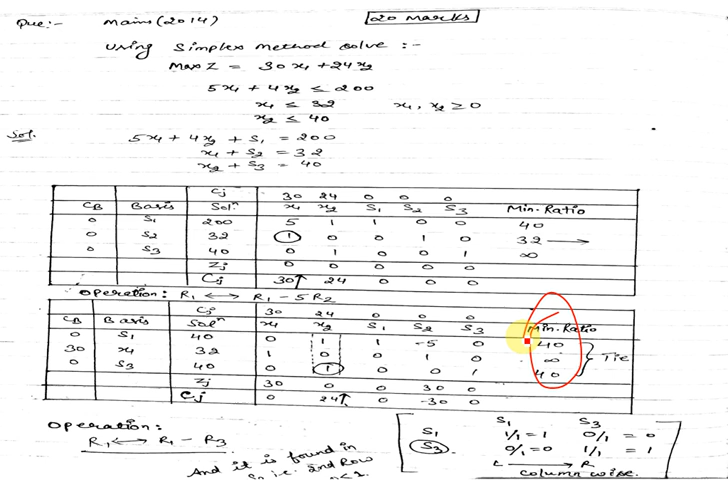 Que:- Mains (2014) 20 Marks
Using Simplex Method solve :-
Max Z = 30x1 + 24x2
5x1 + 4x2 ≤ 200
x1 ≤ 32 x1, x2 ≥ 0
x2 ≤ 40
Sol. 5x1 + 4x2 + S1 = 200
x1 + S2 = 32
x2 + S3 = 40
Cj 30 24 0 0 0
CB Basis Solⁿ x1 x2 S1 S2 S3 Min. Ratio
0 S1 200 5 1 1 0 0 40
0 S2 32 1 0 0 1 0 32 →
0 S3 40 0 1 0 0 1 ∞
Zj 0 0 0 0 0
Cj 30↑ 24 0 0 0
Operation: R1 ↔ R1 - 5R2
Cj 30 24 0 0 0
CB Basis Solⁿ x1 x2 S1 S2 S3 Min. Ratio
0 S1 40 0 1 1 -5 0 40
30 x1 32 1 0 0 1 0 ∞ } Tie
0 S3 40 0 1 0 0 1 40
Zj 30 0 0 30 0
Cj 0 24↑ 0 -30 0
Operation:
R1 ↔ R1 - R3
S1 S3
S1 1/1 = 1 0/1 = 0
S3 0/1 = 0 1/1 = 1
L → R
column wise.
And it is found in
i.e. 2nd Row